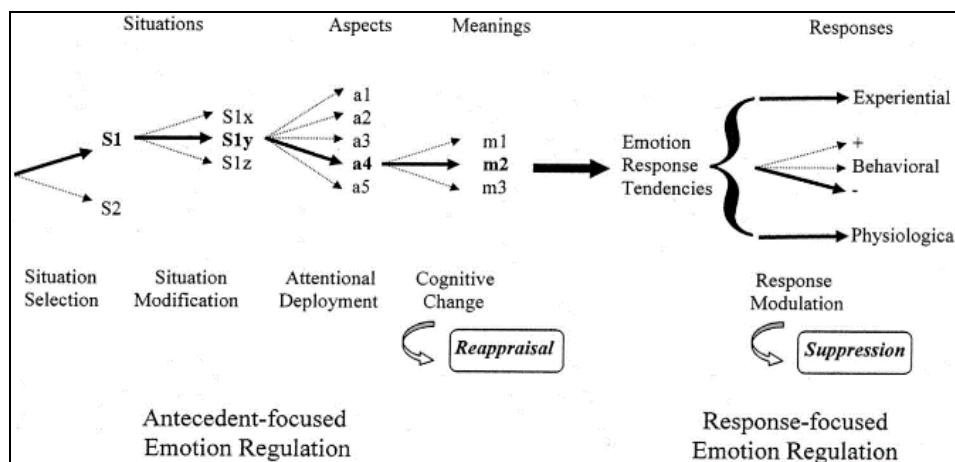 Situations
Aspects
Meanings
Responses
S1
S2
S1x
S1y
S1z
a1
a2
a3
a4
a5
m1
m2
m3
Emotion
Response
Tendencies
Experiential
+
Behavioral
-
Physiologica
Situation
Selection
Situation
Modification
Attentional
Deployment
Cognitive
Change
Reappraisal
Response
Modulation
Suppression
Antecedent-focused
Emotion Regulation
Response-focused
Emotion Regulation